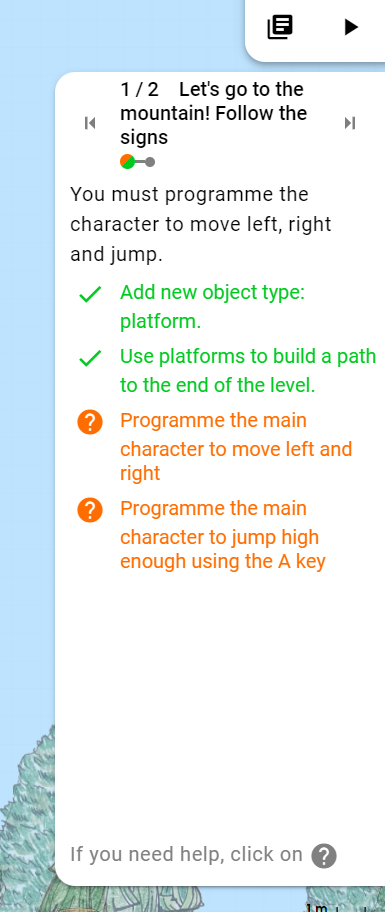 1 / 2 Let's go to the
mountain! Follow the
signs
You must programme the
character to move left, right
and jump.
Add new object type:
platform.
Use platforms to build a path
to the end of the level.
Programme the main
character to move left and
right
Programme the main
character to jump high
enough using the A key
If you need help, click on
1 m